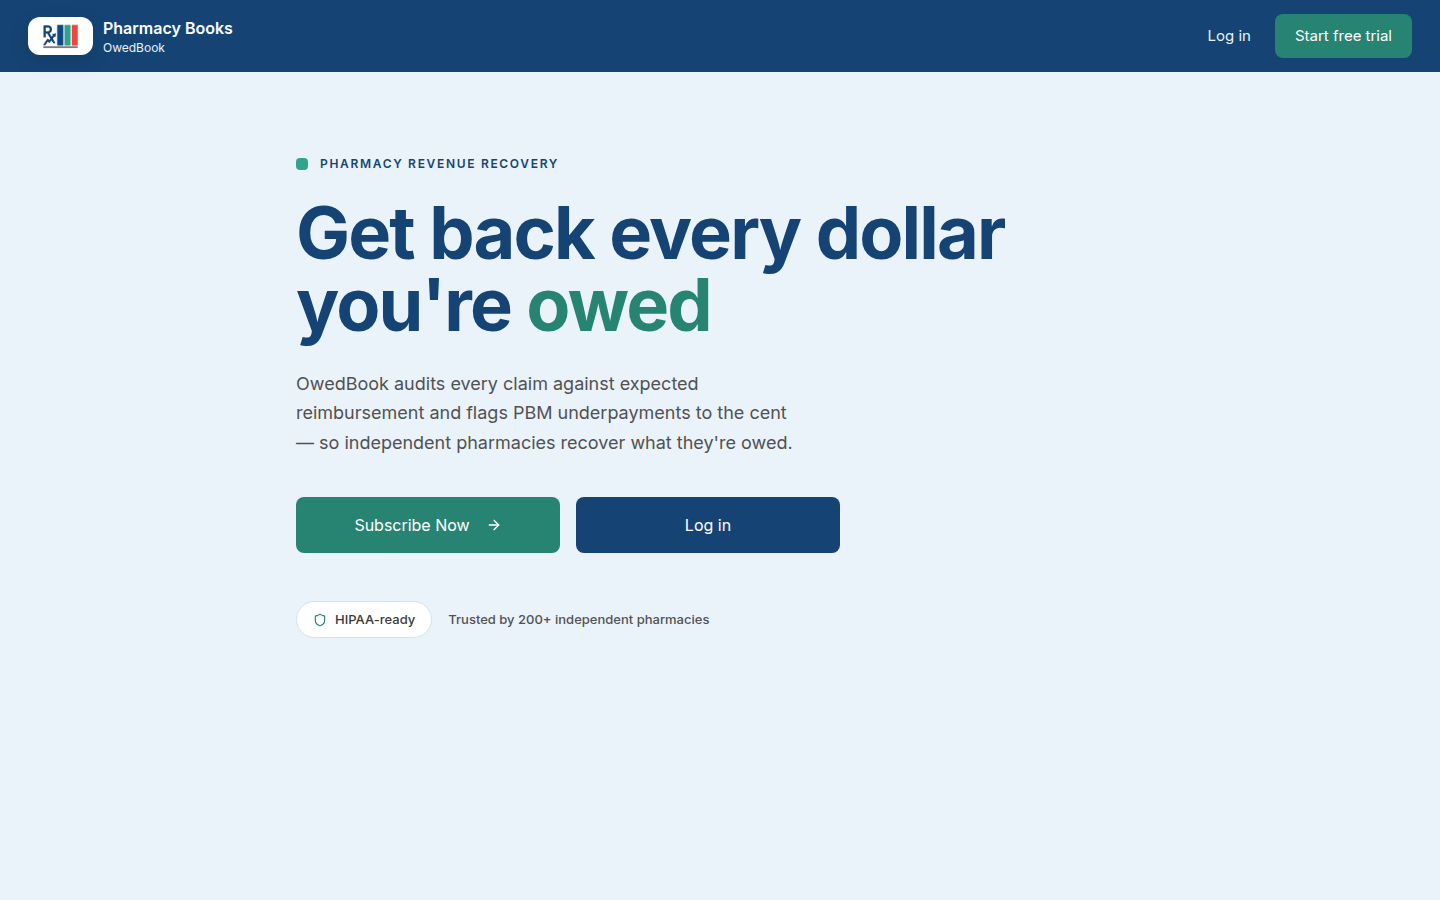 Pharmacy Books
OwedBook
Log in
Start free trial
PHARMACY REVENUE RECOVERY
Get back every dollar
you're owed
OwedBook audits every claim against expected
reimbursement and flags PBM underpayments to the cent
— so independent pharmacies recover what they're owed.
Subscribe Now →
Log in
HIPAA-ready
Trusted by 200+ independent pharmacies